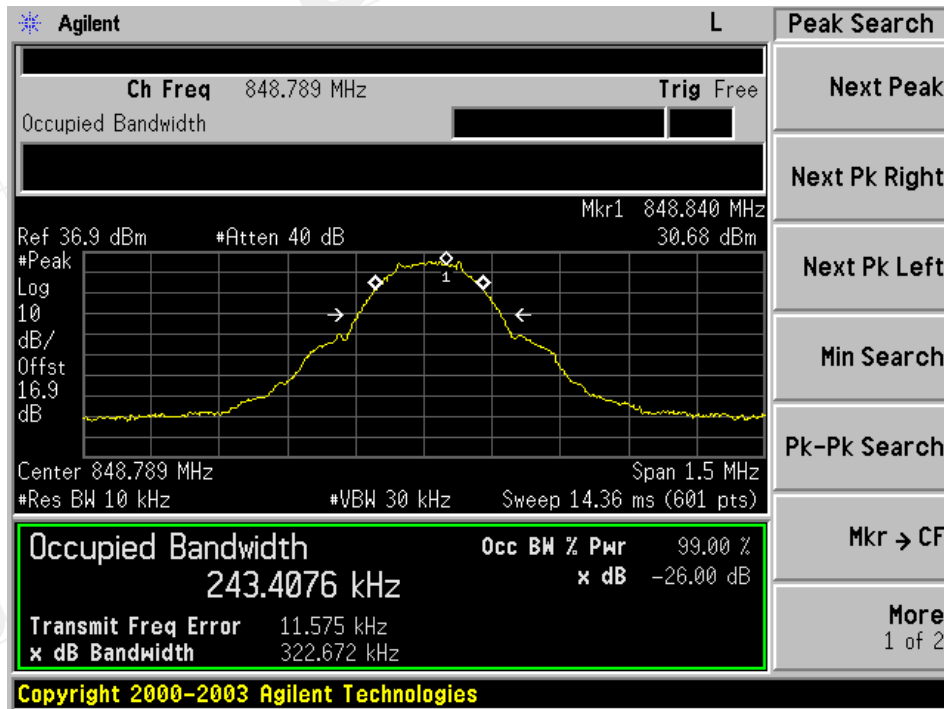 Agilent L Peak Search
Ch Freq 848.789 MHz Trig Free
Occupied Bandwidth
Mkr1 848.840 MHz
Ref 36.9 dBm #Atten 40 dB 30.68 dBm
#Peak
Log
10
dB/
Offst
16.9
dB
1
Center 848.789 MHz Span 1.5 MHz
#Res BW 10 kHz #VBW 30 kHz Sweep 14.36 ms (601 pts)
Occupied Bandwidth Occ BW % Pwr 99.00 %
243.4076 kHz x dB -26.00 dB
Transmit Freq Error 11.575 kHz
x dB Bandwidth 322.672 kHz
Copyright 2000-2003 Agilent Technologies
Next Peak
Next Pk Right
Next Pk Left
Min Search
Pk-Pk Search
Mkr → CF
More
1 of 2